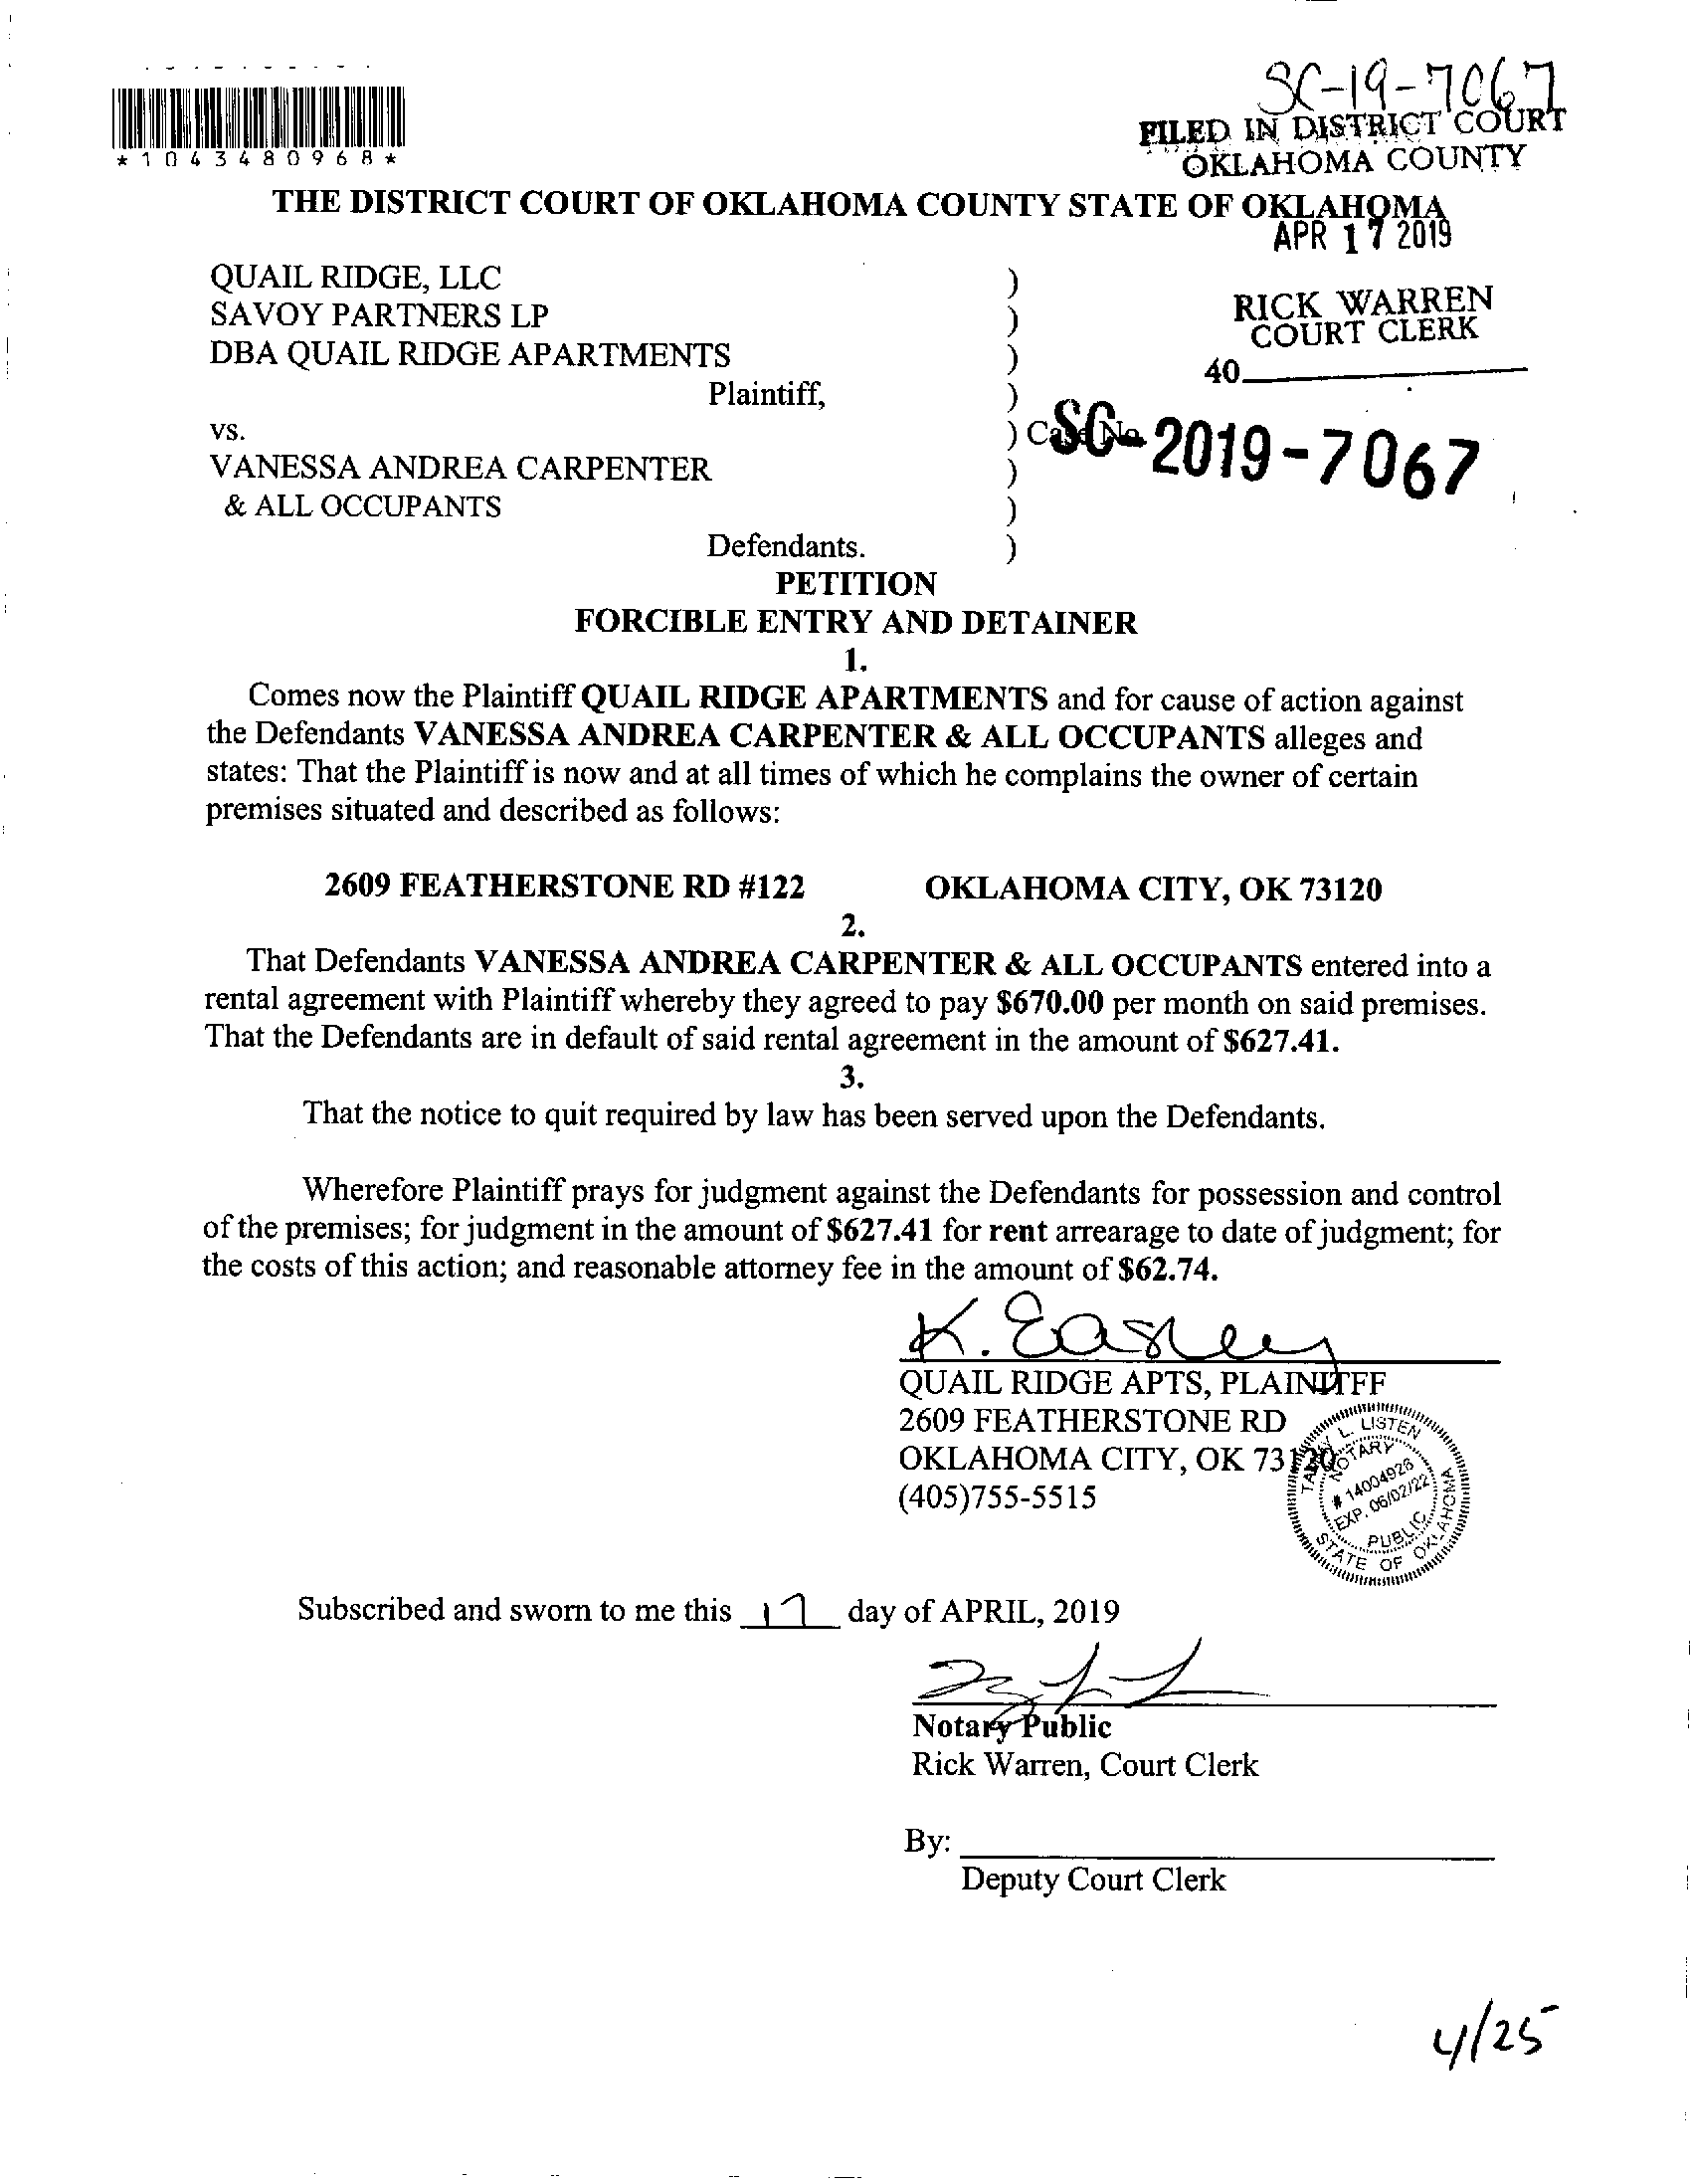 SC-19-7067
*1043480968*
FILED IN DISTRICT COURT
OKLAHOMA COUNTY
THE DISTRICT COURT OF OKLAHOMA COUNTY STATE OF OKLAHOMA
APR 17 2019
QUAIL RIDGE, LLC )
SAVOY PARTNERS LP )
DBA QUAIL RIDGE APARTMENTS )
Plaintiff, )
RICK WARREN
COURT CLERK
40
vs. ) Case No. SC-2019-7067
VANESSA ANDREA CARPENTER )
& ALL OCCUPANTS )
Defendants. )
PETITION
FORCIBLE ENTRY AND DETAINER
1.
Comes now the Plaintiff QUAIL RIDGE APARTMENTS and for cause of action against
the Defendants VANESSA ANDREA CARPENTER & ALL OCCUPANTS alleges and
states: That the Plaintiff is now and at all times of which he complains the owner of certain
premises situated and described as follows:
2609 FEATHERSTONE RD #122 OKLAHOMA CITY, OK 73120
2.
That Defendants VANESSA ANDREA CARPENTER & ALL OCCUPANTS entered into a
rental agreement with Plaintiff whereby they agreed to pay $670.00 per month on said premises.
That the Defendants are in default of said rental agreement in the amount of $627.41.
3.
That the notice to quit required by law has been served upon the Defendants.
Wherefore Plaintiff prays for judgment against the Defendants for possession and control
of the premises; for judgment in the amount of $627.41 for rent arrearage to date of judgment; for
the costs of this action; and reasonable attorney fee in the amount of $62.74.
K. Easley
QUAIL RIDGE APTS, PLAINITFF
2609 FEATHERSTONE RD
OKLAHOMA CITY, OK 73120
(405)755-5515
L. LISTEN
NOTARY
# 14004926
EXP. 06/02/22
PUBLIC
STATE OF OKLAHOMA
Subscribed and sworn to me this 17 day of APRIL, 2019
Notary Public
Rick Warren, Court Clerk
By:
Deputy Court Clerk
4/25